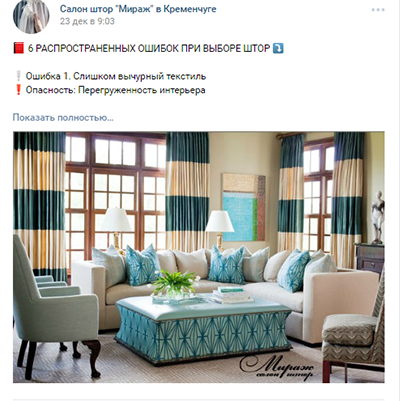 Салон штор "Мираж" в Кременчуге
23 дек в 9:03
📕 6 РАСПРОСТРАНЕННЫХ ОШИБОК ПРИ ВЫБОРЕ ШТОР ⤵
❕ Ошибка 1. Слишком вычурный текстиль
❗ Опасность: Перегруженность интерьера
Показать полностью...
Мираж
салон штор